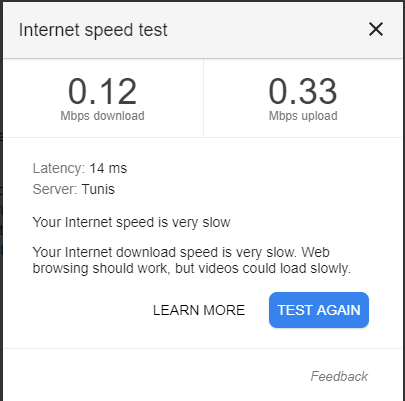 Internet speed test
0.12
Mbps download
0.33
Mbps upload
Latency: 14 ms
Server: Tunis
Your Internet speed is very slow
Your Internet download speed is very slow. Web
browsing should work, but videos could load slowly.
LEARN MORE
TEST AGAIN
Feedback